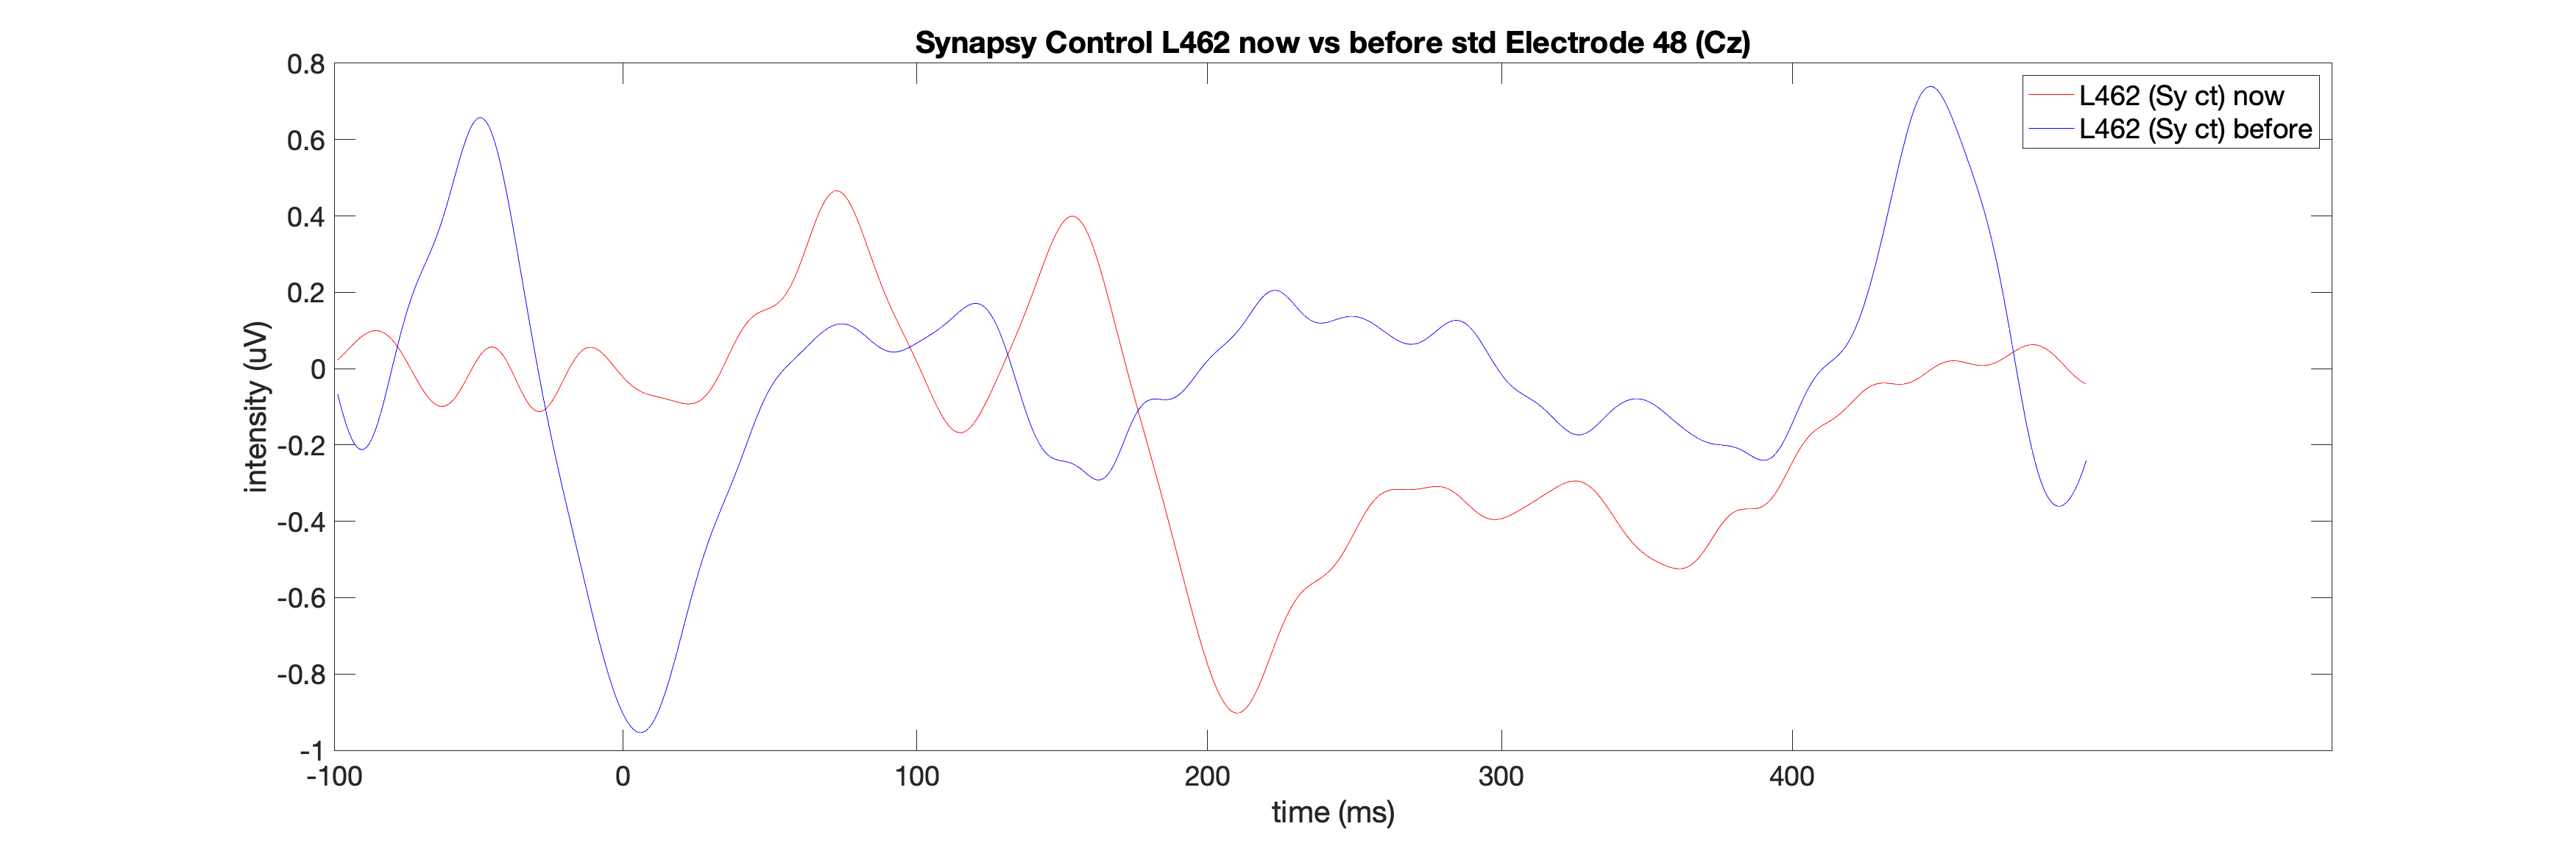 Synapsy Control L462 now vs before std Electrode 48 (Cz)
L462 (Sy ct) now
L462 (Sy ct) before
intensity (uV)
0.8
0.6
0.4
0.2
0
-0.2
-0.4
-0.6
-0.8
-1
-100 0 100 200 300 400
time (ms)